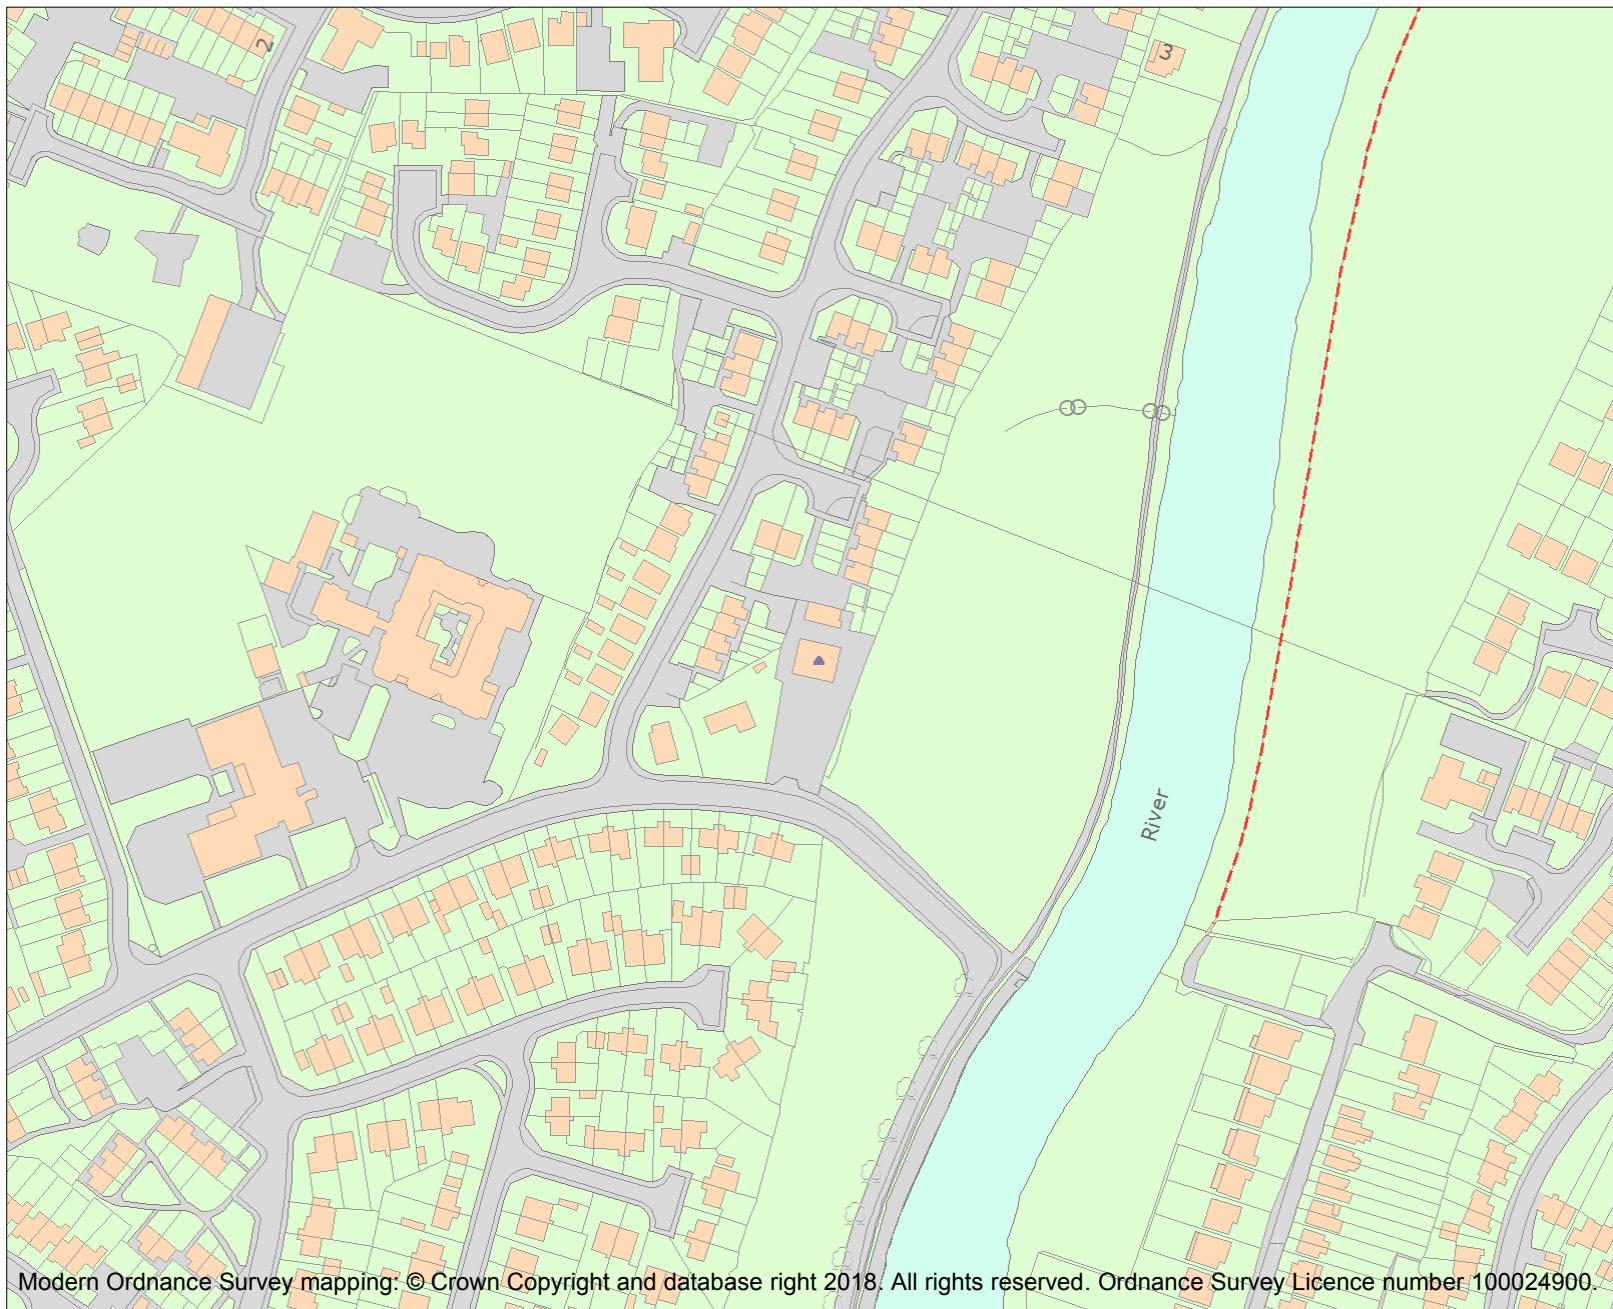 2
3
River
Modern Ordnance Survey mapping: © Crown Copyright and database right 2018. All rights reserved. Ordnance Survey Licence number 100024900.